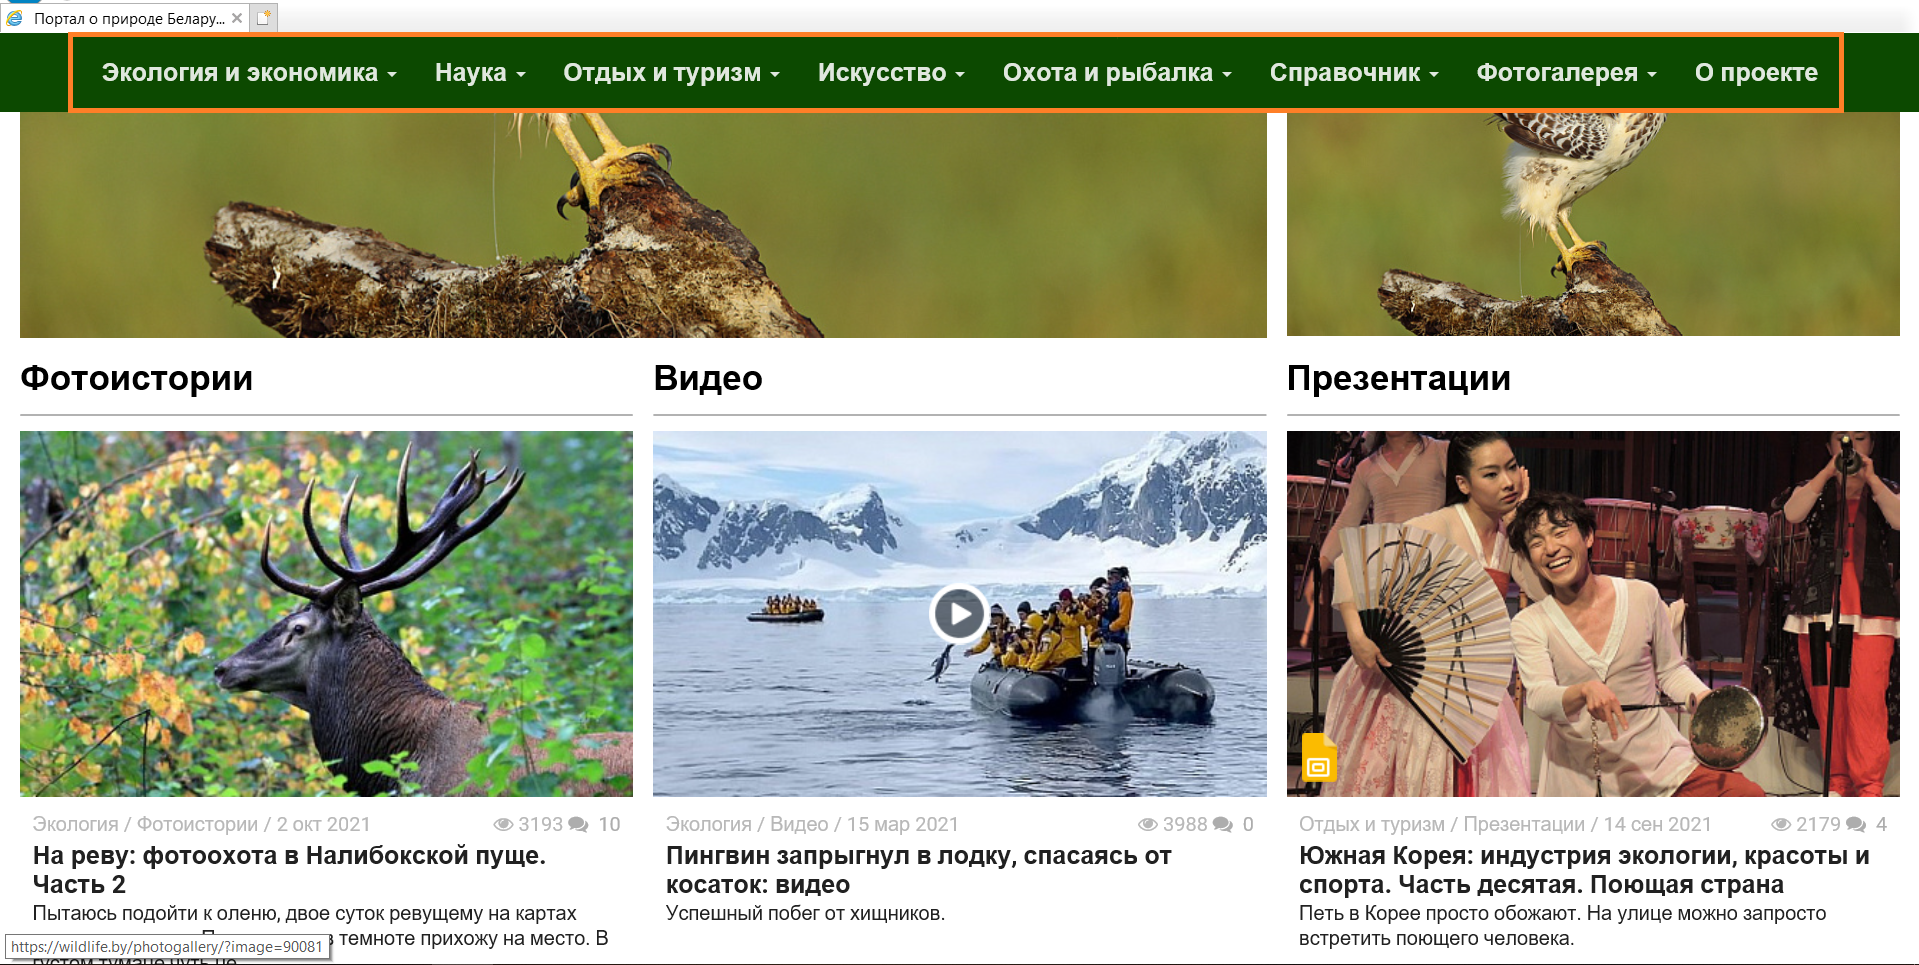 Портал о природе Белару...
Экология и экономика Наука Отдых и туризм Искусство Охота и рыбалка Справочник Фотогалерея О проекте
Фотоистории
Видео
Презентации
Экология / Фотоистории / 2 окт 2021 3193 10
На реву: фотоохота в Налибокской пуще.
Часть 2
Пытаюсь подойти к оленю, двое суток ревущему на картах
темноте прихожу на место. В
Экология / Видео / 15 мар 2021 3988 0
Пингвин запрыгнул в лодку, спасаясь от
косаток: видео
Успешный побег от хищников.
Отдых и туризм / Презентации / 14 сен 2021 2179 4
Южная Корея: индустрия экологии, красоты и
спорта. Часть десятая. Поющая страна
Петь в Корее просто обожают. На улице можно запросто
встретить поющего человека.
https://wildlife.by/photogallery/?image=90081